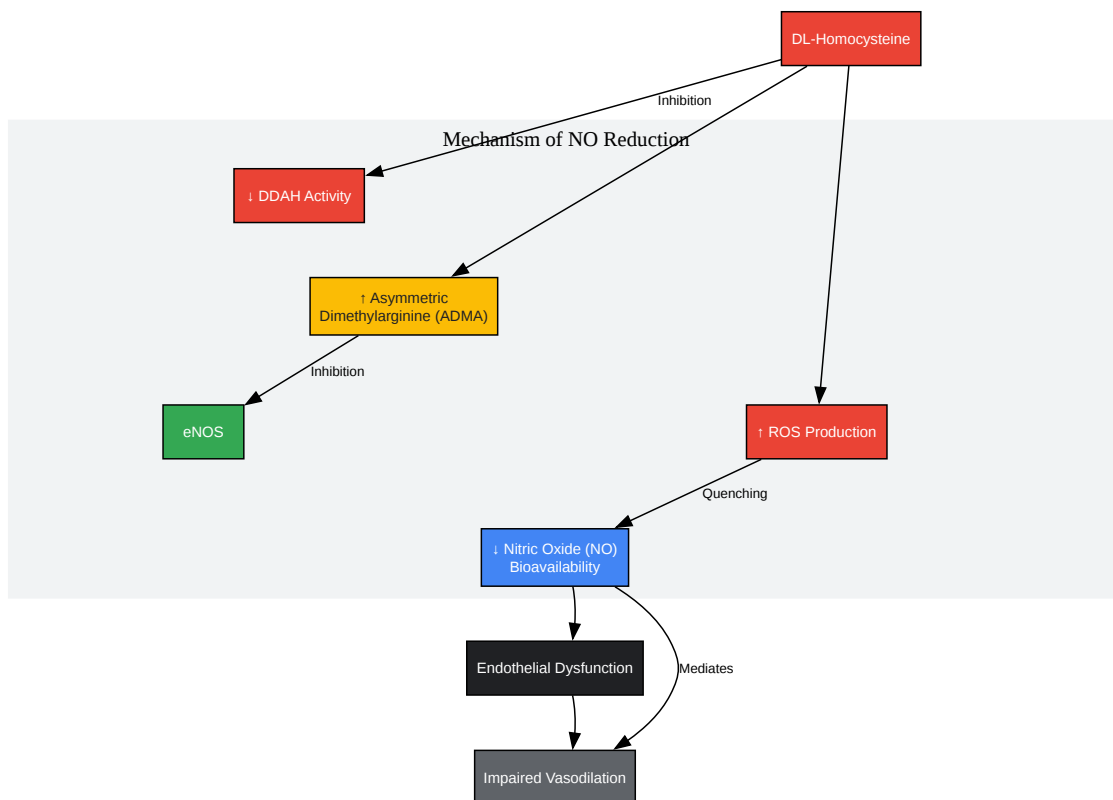 DL-Homocysteine
Inhibition
Mechanism of NO Reduction
↓ DDAH Activity
↑ Asymmetric
Dimethylarginine (ADMA)
Inhibition
eNOS
↑ ROS Production
Quenching
↓ Nitric Oxide (NO)
Bioavailability
Endothelial Dysfunction
Mediates
Impaired Vasodilation